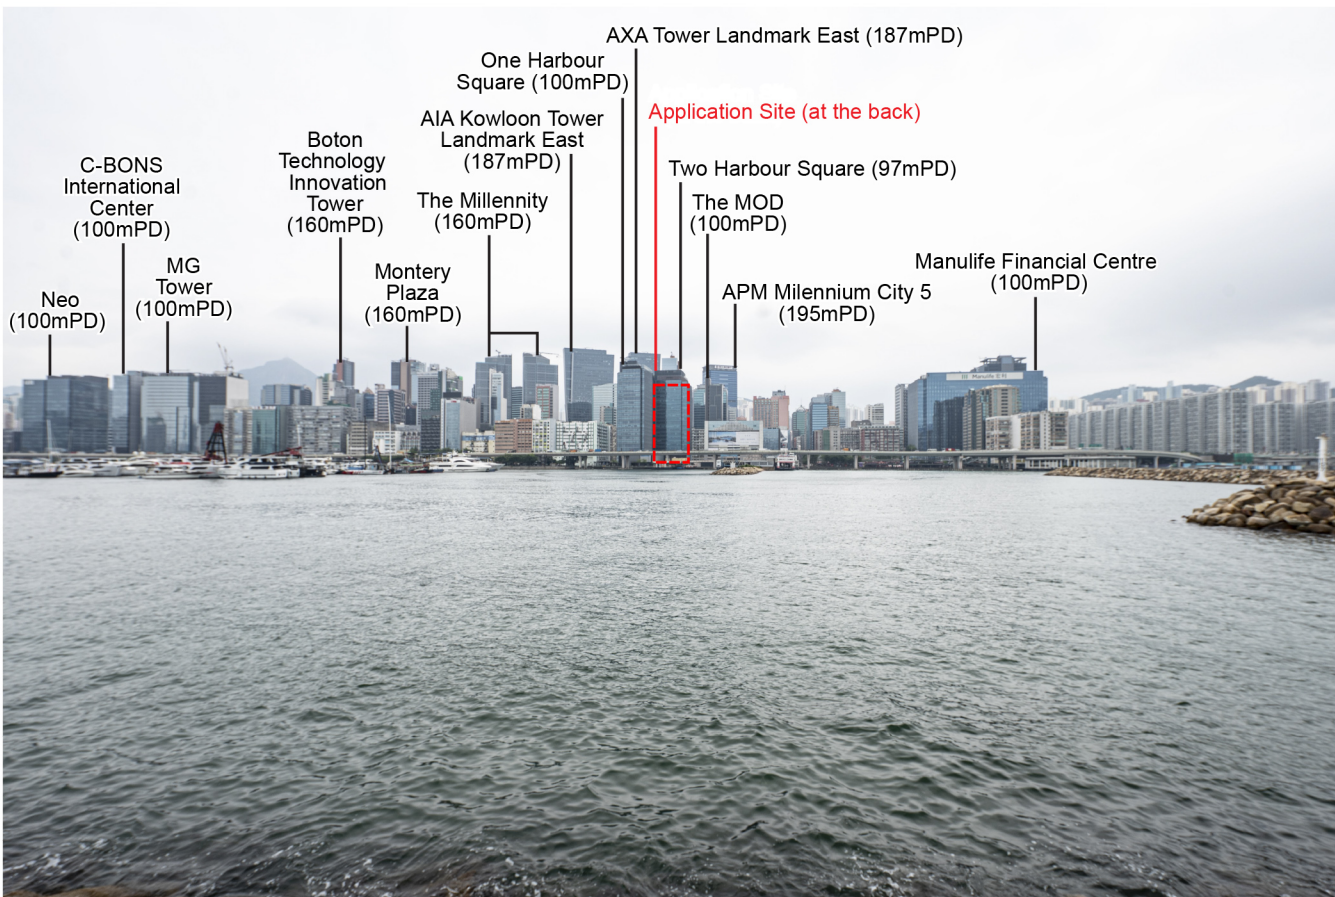 AXA Tower Landmark East (187mPD)
One Harbour
Square (100mPD)
Application Site (at the back)
AIA Kowloon Tower
Landmark East
(187mPD)
Boton
Technology
Innovation
Tower
(160mPD)
C-BONS
International
Center
(100mPD)
Two Harbour Square (97mPD)
The Millennity
(160mPD)
The MOD
(100mPD)
MG
Tower
(100mPD)
Montery
Plaza
(160mPD)
Manulife Financial Centre
(100mPD)
Neo
(100mPD)
APM Milennium City 5
(195mPD)
Manulife